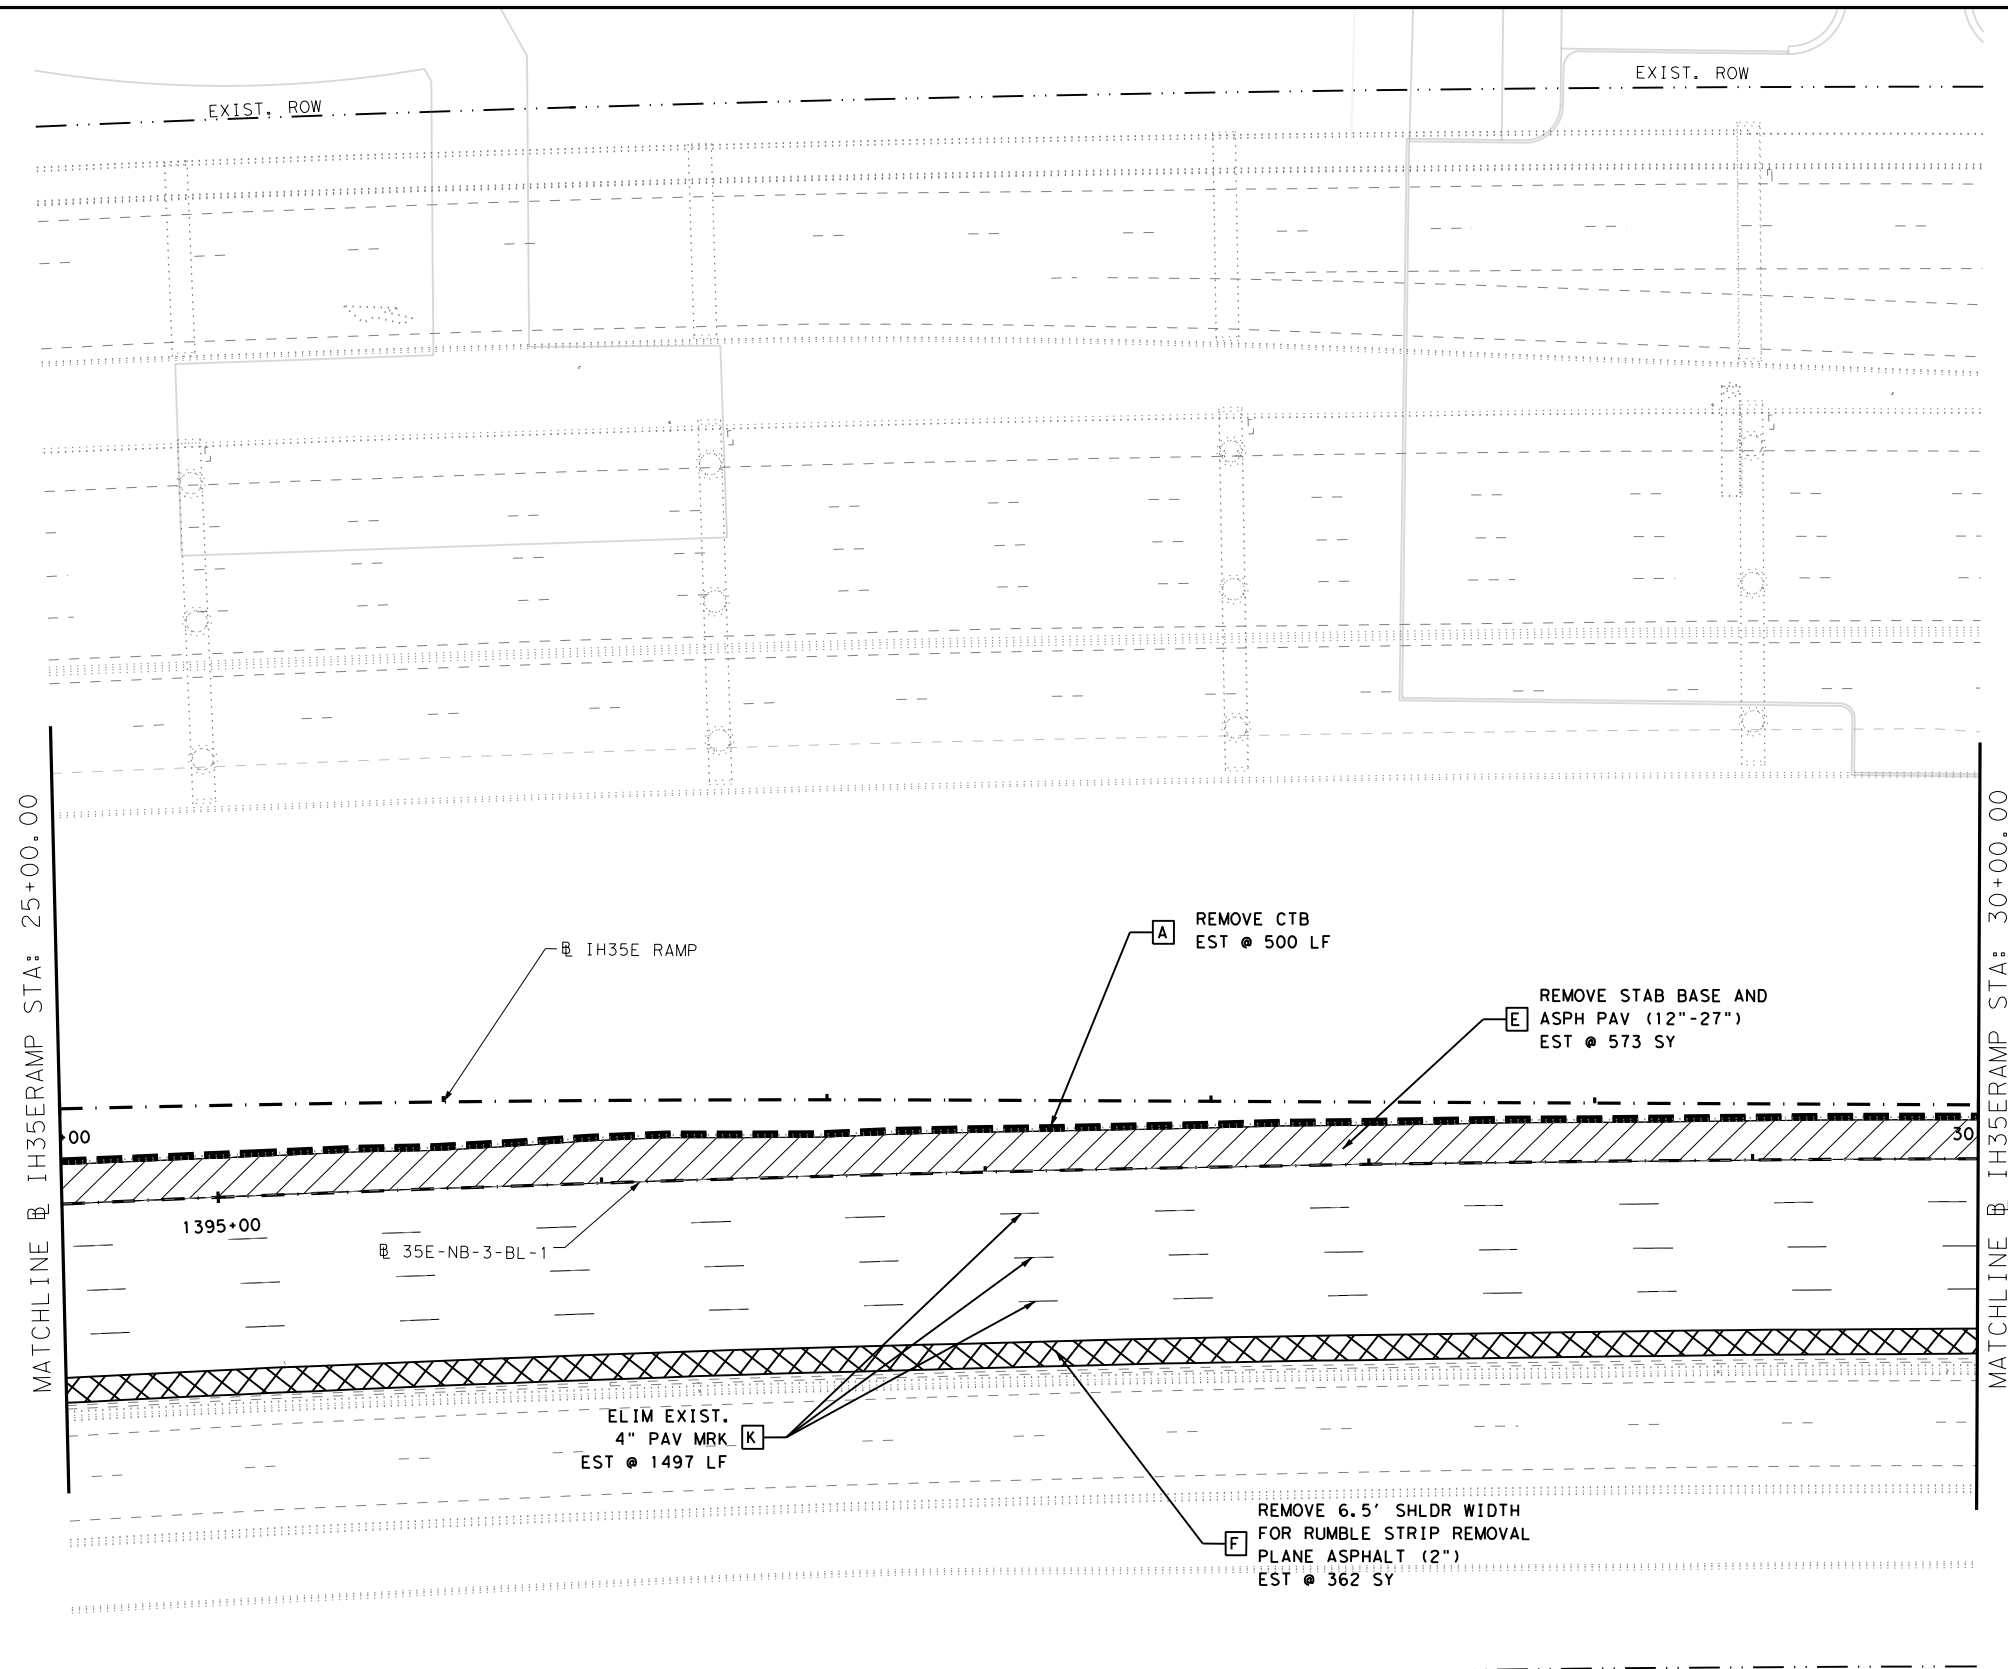 EXIST. ROW
EXIST. ROW
MATCHLINE ℄ IH35ERAMP STA: 25+00.00
MATCHLINE ℄ IH35ERAMP STA: 30+00.00
REMOVE CTB
A
EST @ 500 LF
IH35E RAMP
REMOVE STAB BASE AND
E ASPH PAV (12"-27")
EST @ 573 SY
00
30
1395+00
35E-NB-3-BL-1
ELIM EXIST.
4" PAV MRK K
EST @ 1497 LF
REMOVE 6.5' SHLDR WIDTH
F FOR RUMBLE STRIP REMOVAL
PLANE ASPHALT (2")
EST @ 362 SY